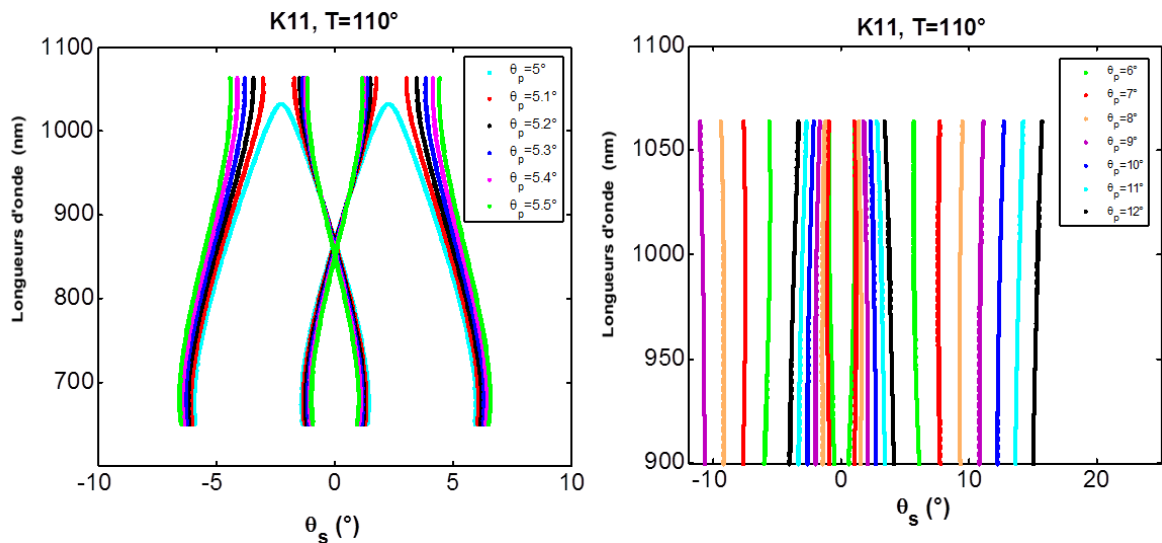 K11, T=110°
1100
1000
900
800
700
600
-10
-5
0
5
10
Longueurs d'onde (nm)
θs (°)
θp=5°
θp=5.1°
θp=5.2°
θp=5.3°
θp=5.4°
θp=5.5°
K11, T=110°
1100
1050
1000
950
900
-10
0
10
20
Longueurs d'onde (nm)
θs (°)
θp=6°
θp=7°
θp=8°
θp=9°
θp=10°
θp=11°
θp=12°